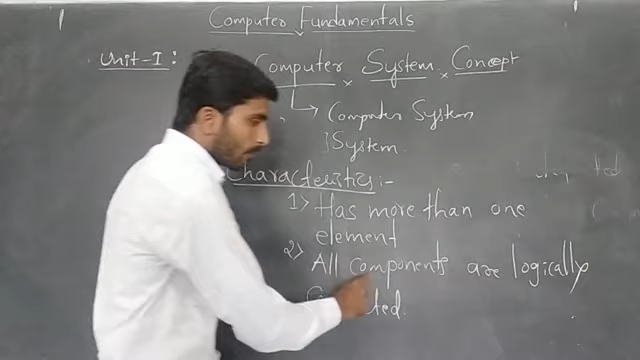 Computer Fundamentals
Unit-I: Computer System Concept
Computer System
System
Characteristics:-
1) Has more than one
element
2) All components are logically